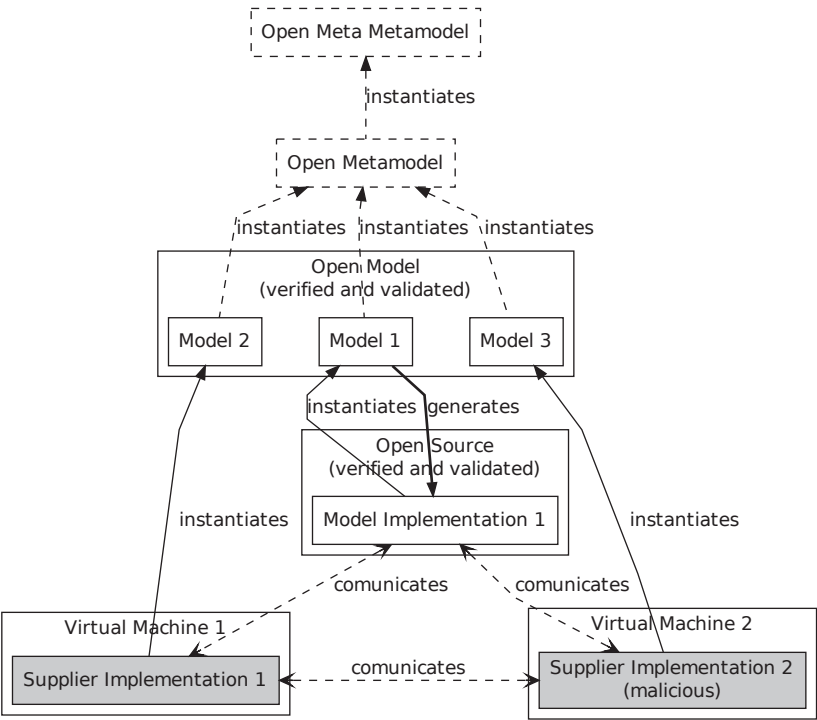 Open Meta Metamodel
instantiates
Open Metamodel
instantiates
instantiates
instantiates
Open Model
(verified and validated)
Model 2
Model 1
Model 3
instantiates
generates
Open Source
(verified and validated)
Model Implementation 1
instantiates
instantiates
comunicates
comunicates
Virtual Machine 1
Virtual Machine 2
Supplier Implementation 1
comunicates
Supplier Implementation 2
(malicious)